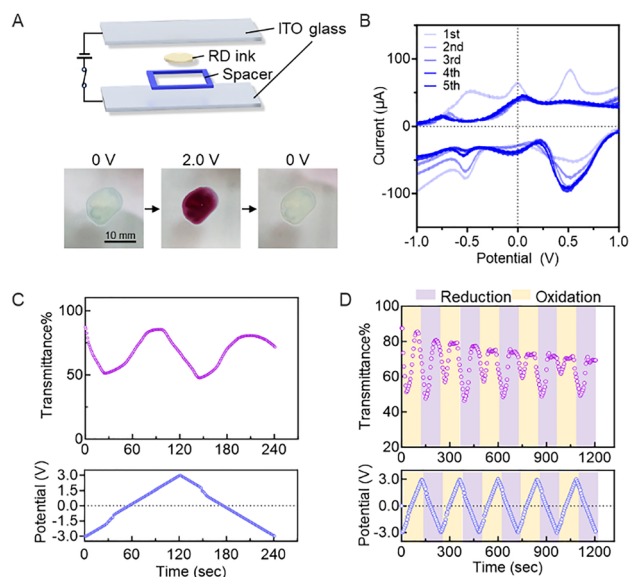 A
ITO glass
RD ink
Spacer
0 V
2.0 V
0 V
10 mm
B
1st
2nd
3rd
4th
5th
Current (µA)
100
50
0
-50
-100
-1.0
-0.5
0.0
0.5
1.0
Potential (V)
C
Transmittance%
100
75
50
25
0
Potential (V)
3.0
1.5
0.0
-1.5
-3.0
0
60
120
180
240
Time (sec)
D
Reduction
Oxidation
Transmittance%
100
80
60
40
20
Potential (V)
3.0
0.0
-3.0
0
300
600
900
1200
Time (sec)